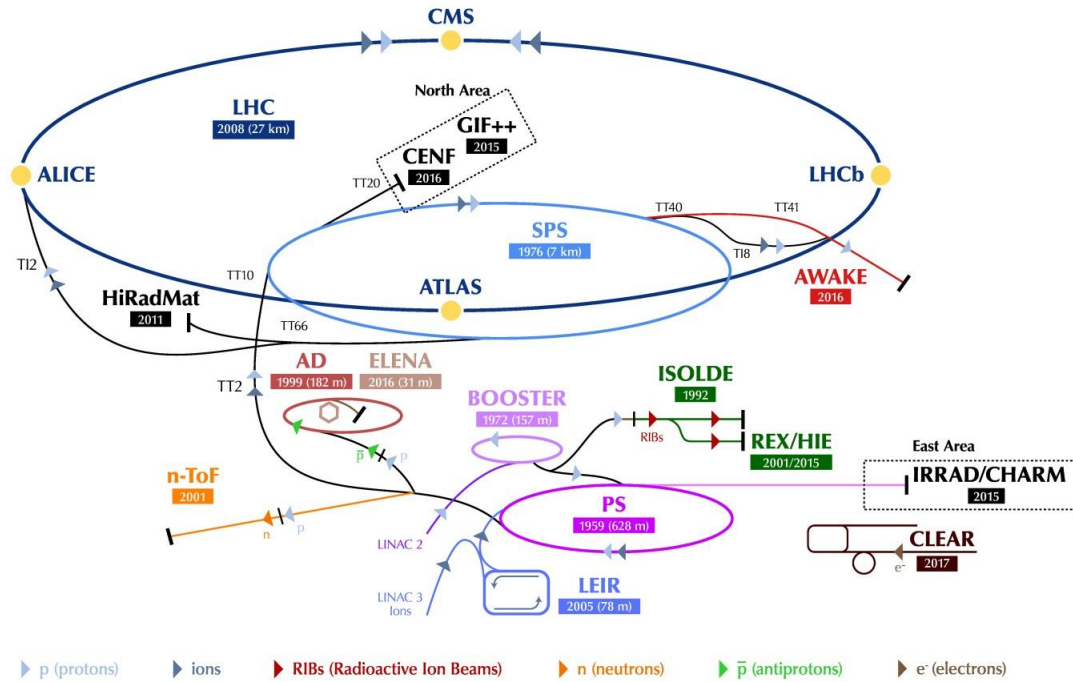 CMS
North Area
LHC
2008 (27 km)
GIF++
2015
CENF
2016
ALICE
LHCb
TT20
TT40
TT41
SPS
1976 (7 km)
TI2
TT10
TI8
ATLAS
AWAKE
2016
HiRadMat
2011
TT66
AD
1999 (182 m)
ELENA
2016 (31 m)
TT2
ISOLDE
1992
BOOSTER
1972 (157 m)
RIBs
REX/HIE
2001/2015
East Area
p̅
p
n-ToF
2001
IRRAD/CHARM
2015
PS
1959 (628 m)
n
p
LINAC 2
CLEAR
2017
e-
LINAC 3
Ions
LEIR
2005 (78 m)
p (protons)
ions
RIBs (Radioactive Ion Beams)
n (neutrons)
p̅ (antiprotons)
e- (electrons)